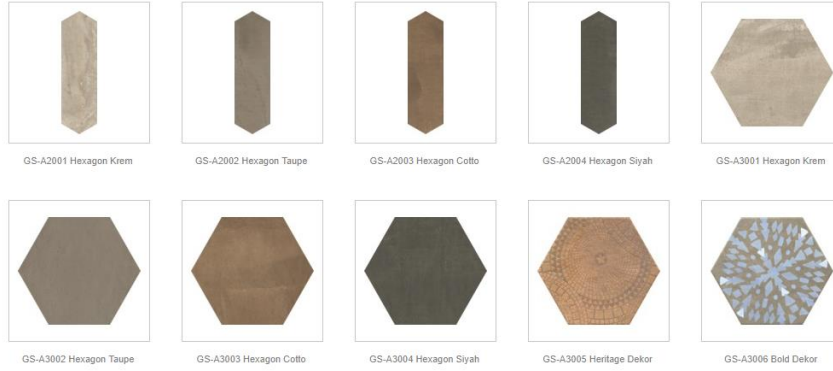 GS-A2001 Hexagon Krem
GS-A2002 Hexagon Taupe
GS-A2003 Hexagon Cotto
GS-A2004 Hexagon Siyah
GS-A3001 Hexagon Krem
GS-A3002 Hexagon Taupe
GS-A3003 Hexagon Cotto
GS-A3004 Hexagon Siyah
GS-A3005 Heritage Dekor
GS-A3006 Bold Dekor